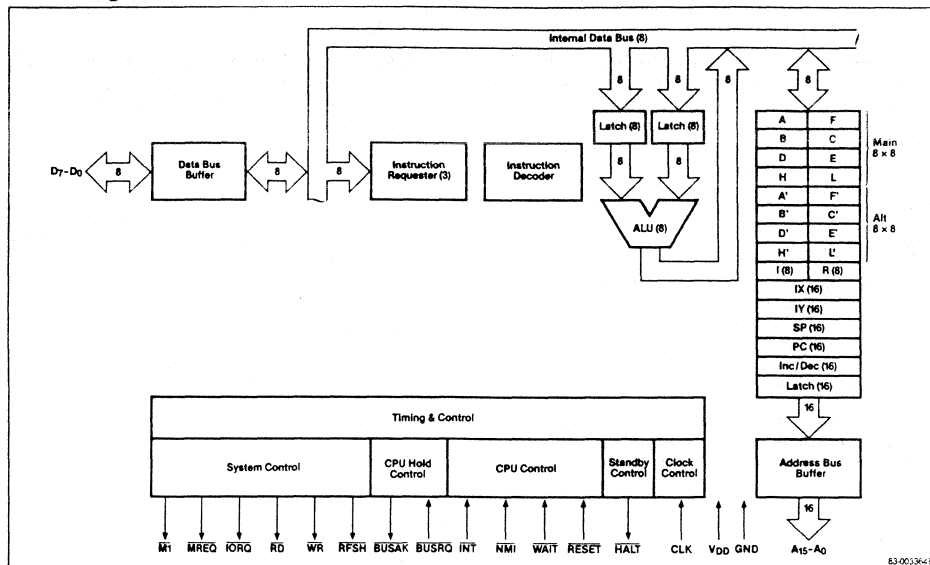 Internal Data Bus (8)
8
8
8
8
Latch (8)
Latch (8)
A
F
B
C
Main
8 × 8
D7-D0
8
Data Bus
Buffer
8
8
Instruction
Requester (3)
Instruction
Decoder
8
8
D
E
H
L
A'
F'
B'
C'
Alt
8 × 8
ALU (8)
D'
E'
H'
L'
I (8)
R (8)
IX (16)
IY (16)
SP (16)
PC (16)
Inc/Dec (16)
Latch (16)
16
Timing & Control
System Control
CPU Hold
Control
CPU Control
Standby
Control
Clock
Control
Address Bus
Buffer
16
M1
MREQ
IORQ
RD
WR
RFSH
BUSAK
BUSRQ
INT
NMI
WAIT
RESET
HALT
CLK
VDD
GND
A15-A0